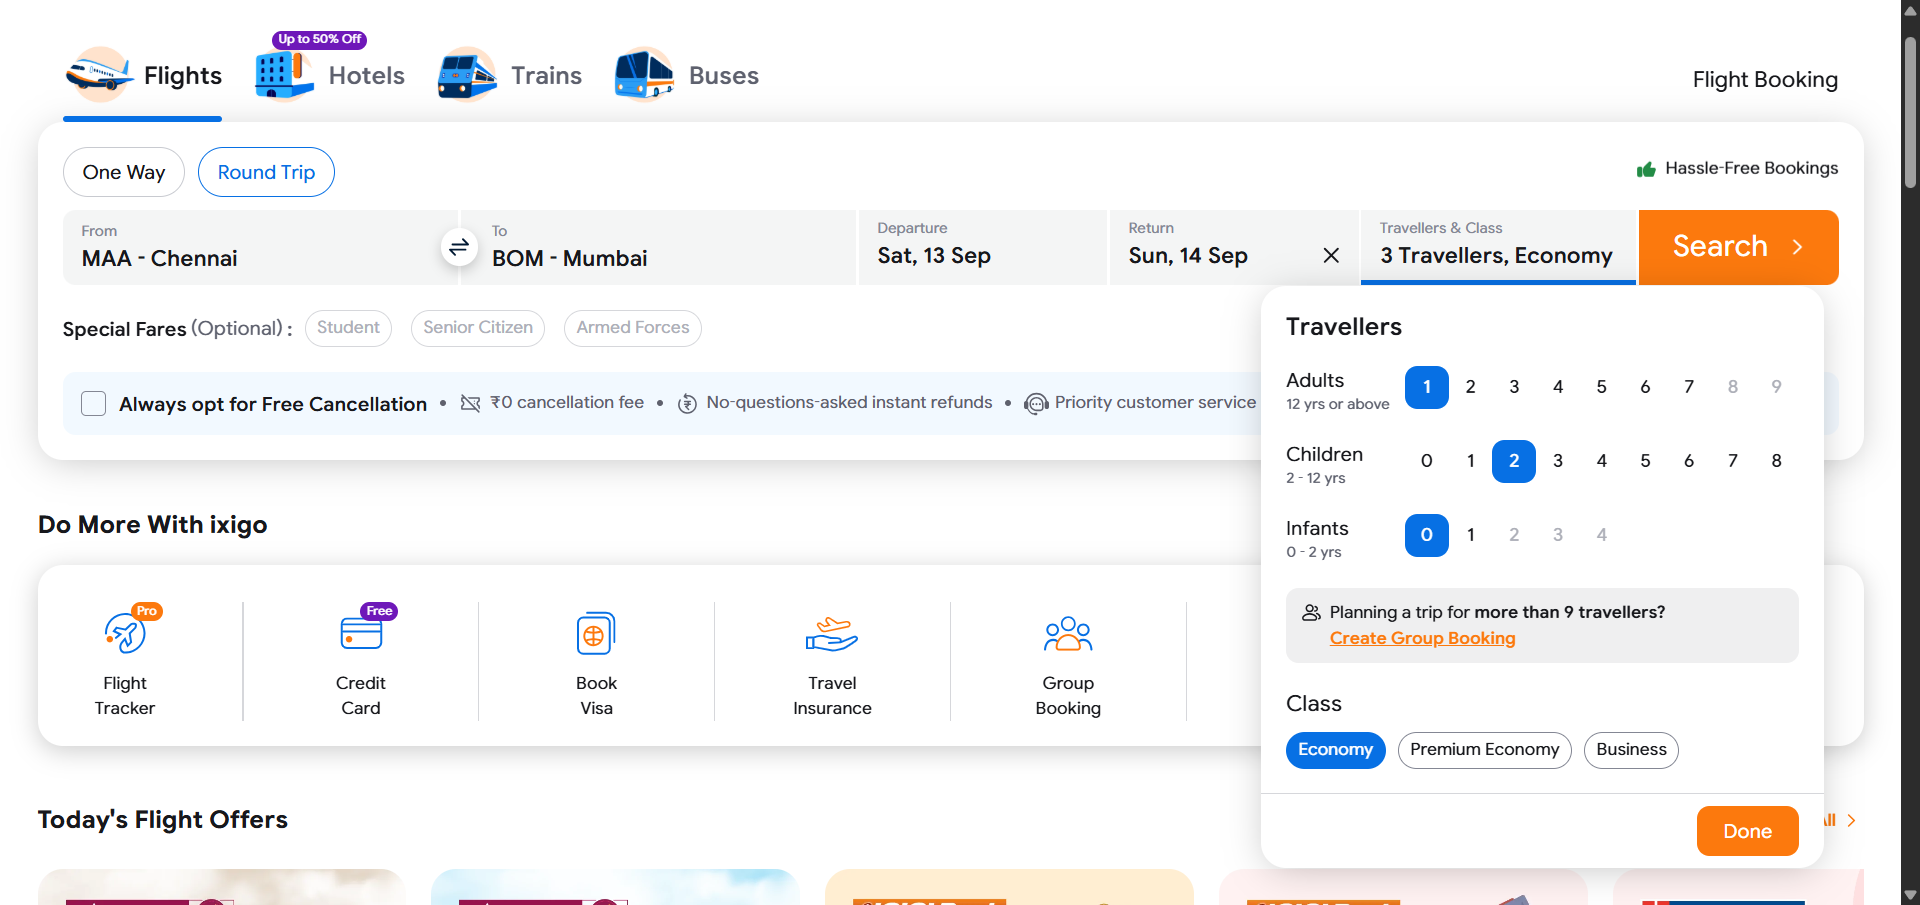 Up to 50% Off
Flights
Hotels
Trains
Buses
Flight Booking
One Way
Round Trip
Hassle-Free Bookings
From
MAA - Chennai
To
BOM - Mumbai
Departure
Sat, 13 Sep
Return
Sun, 14 Sep
Travellers & Class
3 Travellers, Economy
Search
Special Fares (Optional) :
Student
Senior Citizen
Armed Forces
Always opt for Free Cancellation
• ₹0 cancellation fee
• No-questions-asked instant refunds
• Priority customer service
Travellers
Adults
12 yrs or above
1 2 3 4 5 6 7 8 9
Children
2 - 12 yrs
0 1 2 3 4 5 6 7 8
Infants
0 - 2 yrs
0 1 2 3 4
Planning a trip for more than 9 travellers?
Create Group Booking
Class
Economy
Premium Economy
Business
Done
Do More With ixigo
Pro
Flight
Tracker
Free
Credit
Card
Book
Visa
Travel
Insurance
Group
Booking
Today's Flight Offers